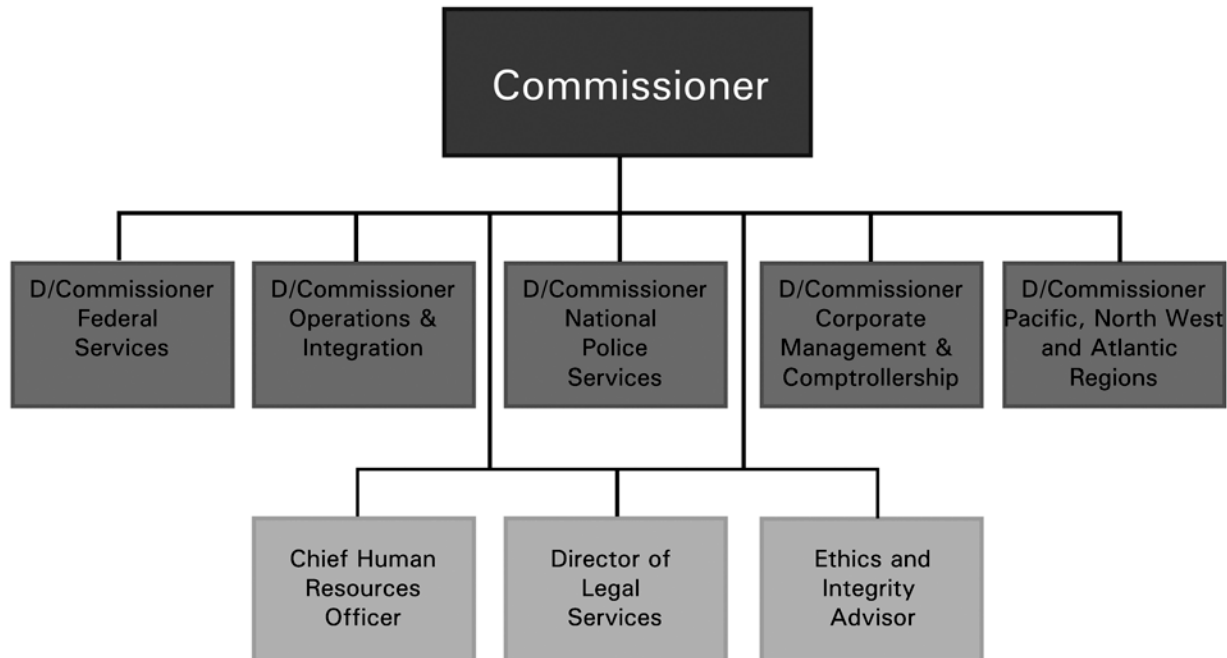 Commissioner
D/Commissioner
Federal
Services
D/Commissioner
Operations &
Integration
D/Commissioner
National
Police
Services
D/Commissioner
Corporate
Management &
Comptrollership
D/Commissioner
Pacific, North West
and Atlantic
Regions
Chief Human
Resources
Officer
Director of
Legal
Services
Ethics and
Integrity
Advisor